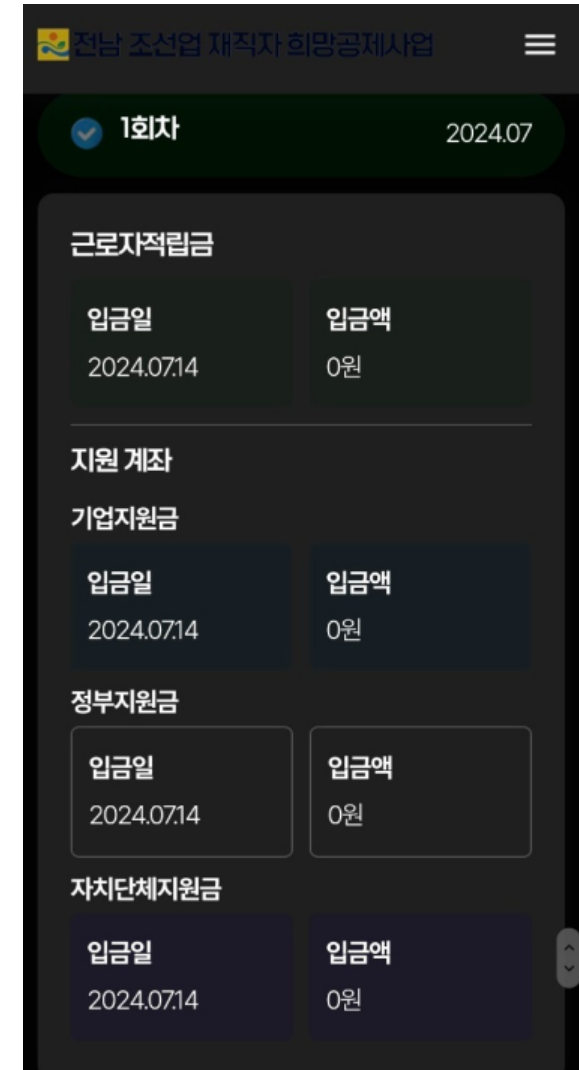 전남 조선업 재직자 희망공제사업
1회차 2024.07
근로자적립금
입금일 입금액
2024.07.14 0원
지원 계좌
기업지원금
입금일 입금액
2024.07.14 0원
정부지원금
입금일 입금액
2024.07.14 0원
자치단체지원금
입금일 입금액
2024.07.14 0원